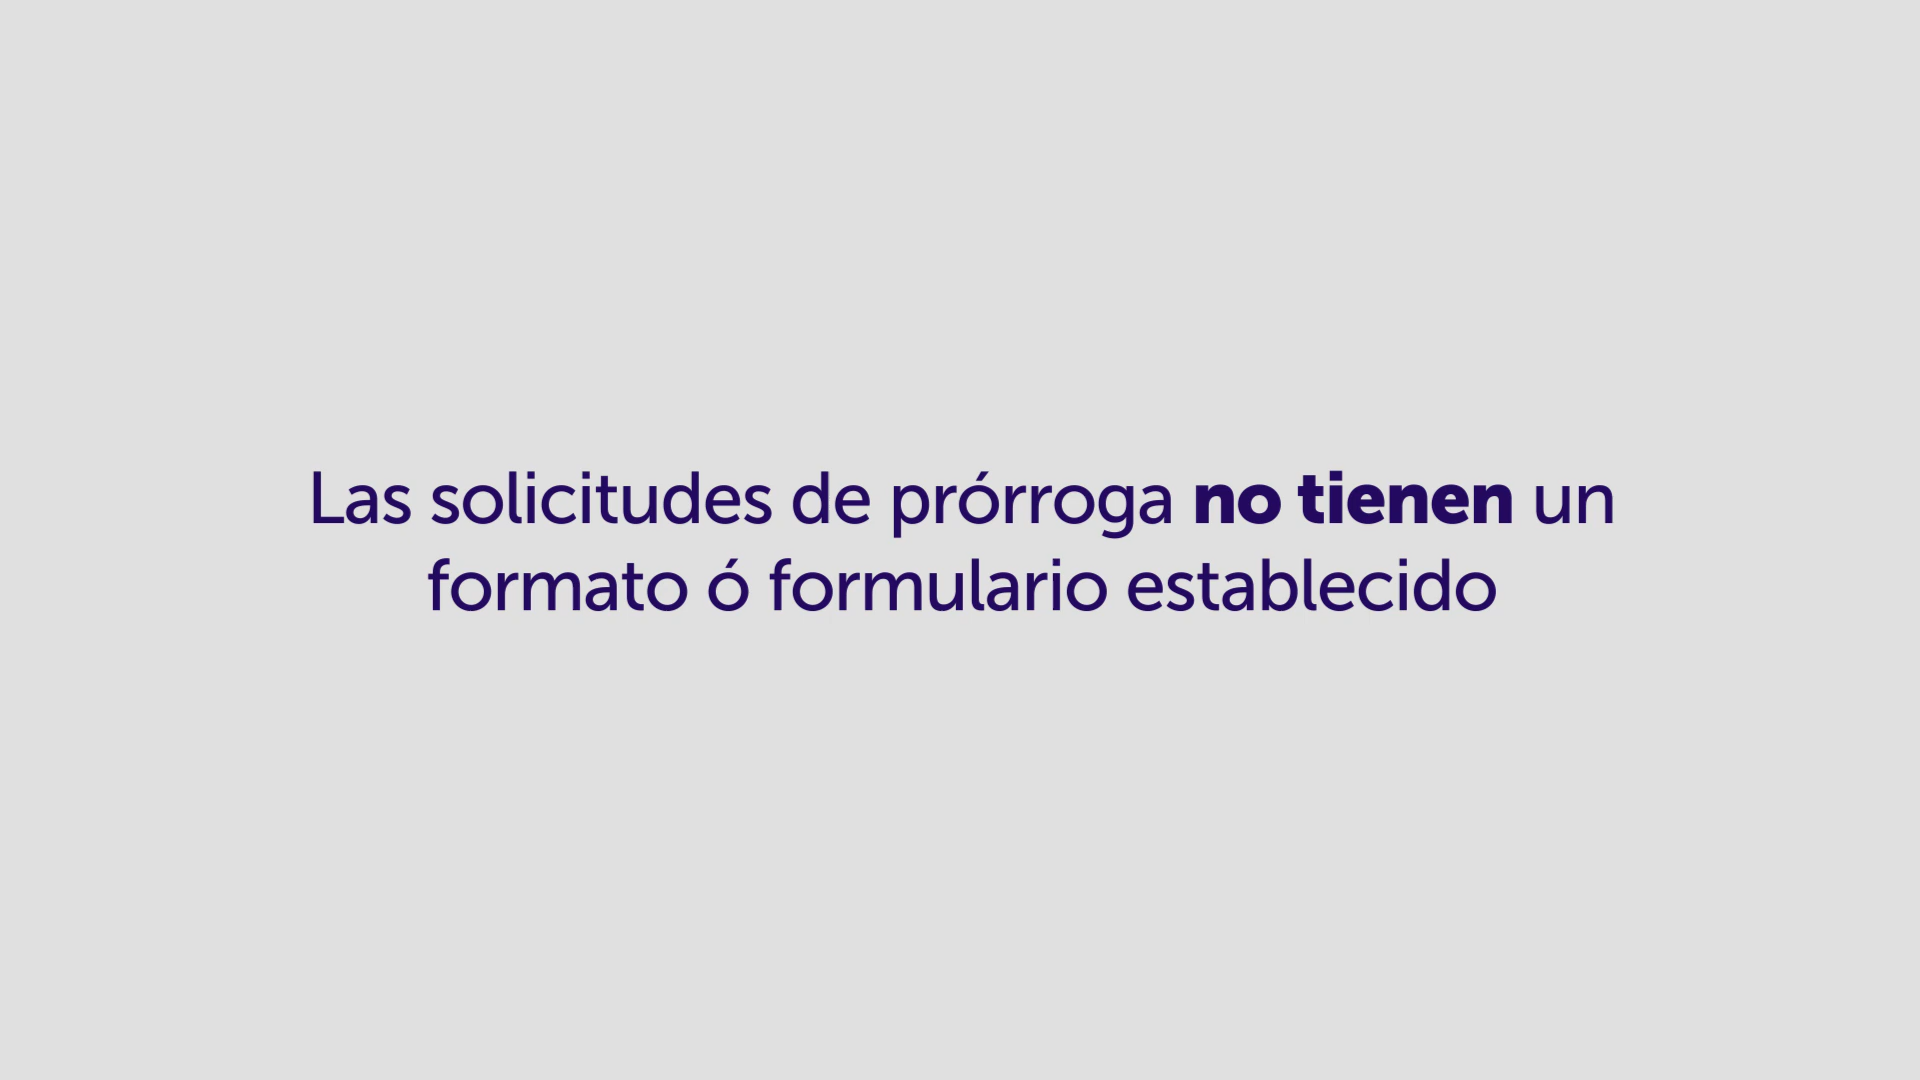 Las solicitudes de prórroga no tienen un
formato ó formulario establecido